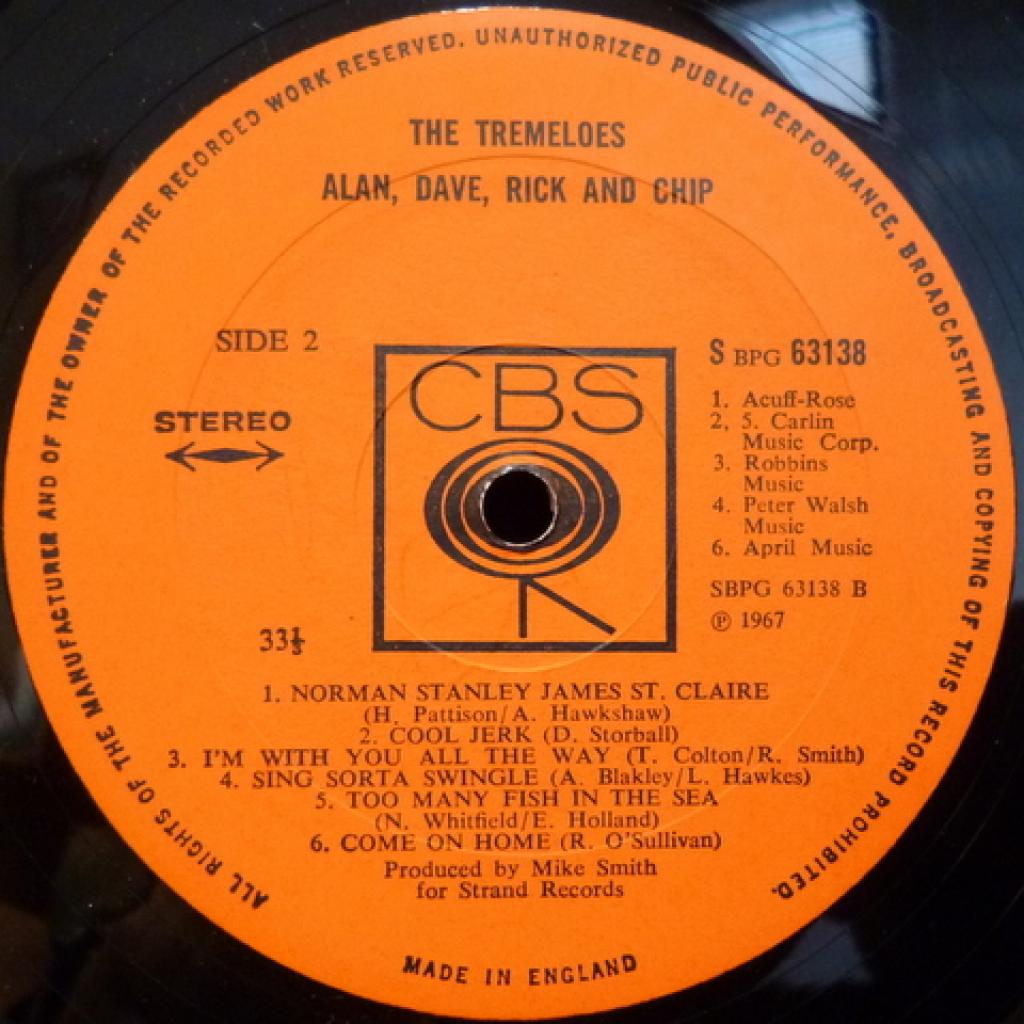 ALL RIGHTS OF THE MANUFACTURER AND OF THE OWNER OF THE RECORDED WORK RESERVED. UNAUTHORIZED PUBLIC PERFORMANCE, BROADCASTING AND COPYING OF THIS RECORD PROHIBITED.
THE TREMELOES
ALAN, DAVE, RICK AND CHIP
SIDE 2
STEREO
33⅓
CBS
S BPG 63138
1. Acuff-Rose
2, 5. Carlin
Music Corp.
3. Robbins
Music
4. Peter Walsh
Music
6. April Music
SBPG 63138 B
℗ 1967
1. NORMAN STANLEY JAMES ST. CLAIRE
(H. Pattison/A. Hawkshaw)
2. COOL JERK (D. Storball)
3. I'M WITH YOU ALL THE WAY (T. Colton/R. Smith)
4. SING SORTA SWINGLE (A. Blakley/L. Hawkes)
5. TOO MANY FISH IN THE SEA
(N. Whitfield/E. Holland)
6. COME ON HOME (R. O'Sullivan)
Produced by Mike Smith
for Strand Records
MADE IN ENGLAND